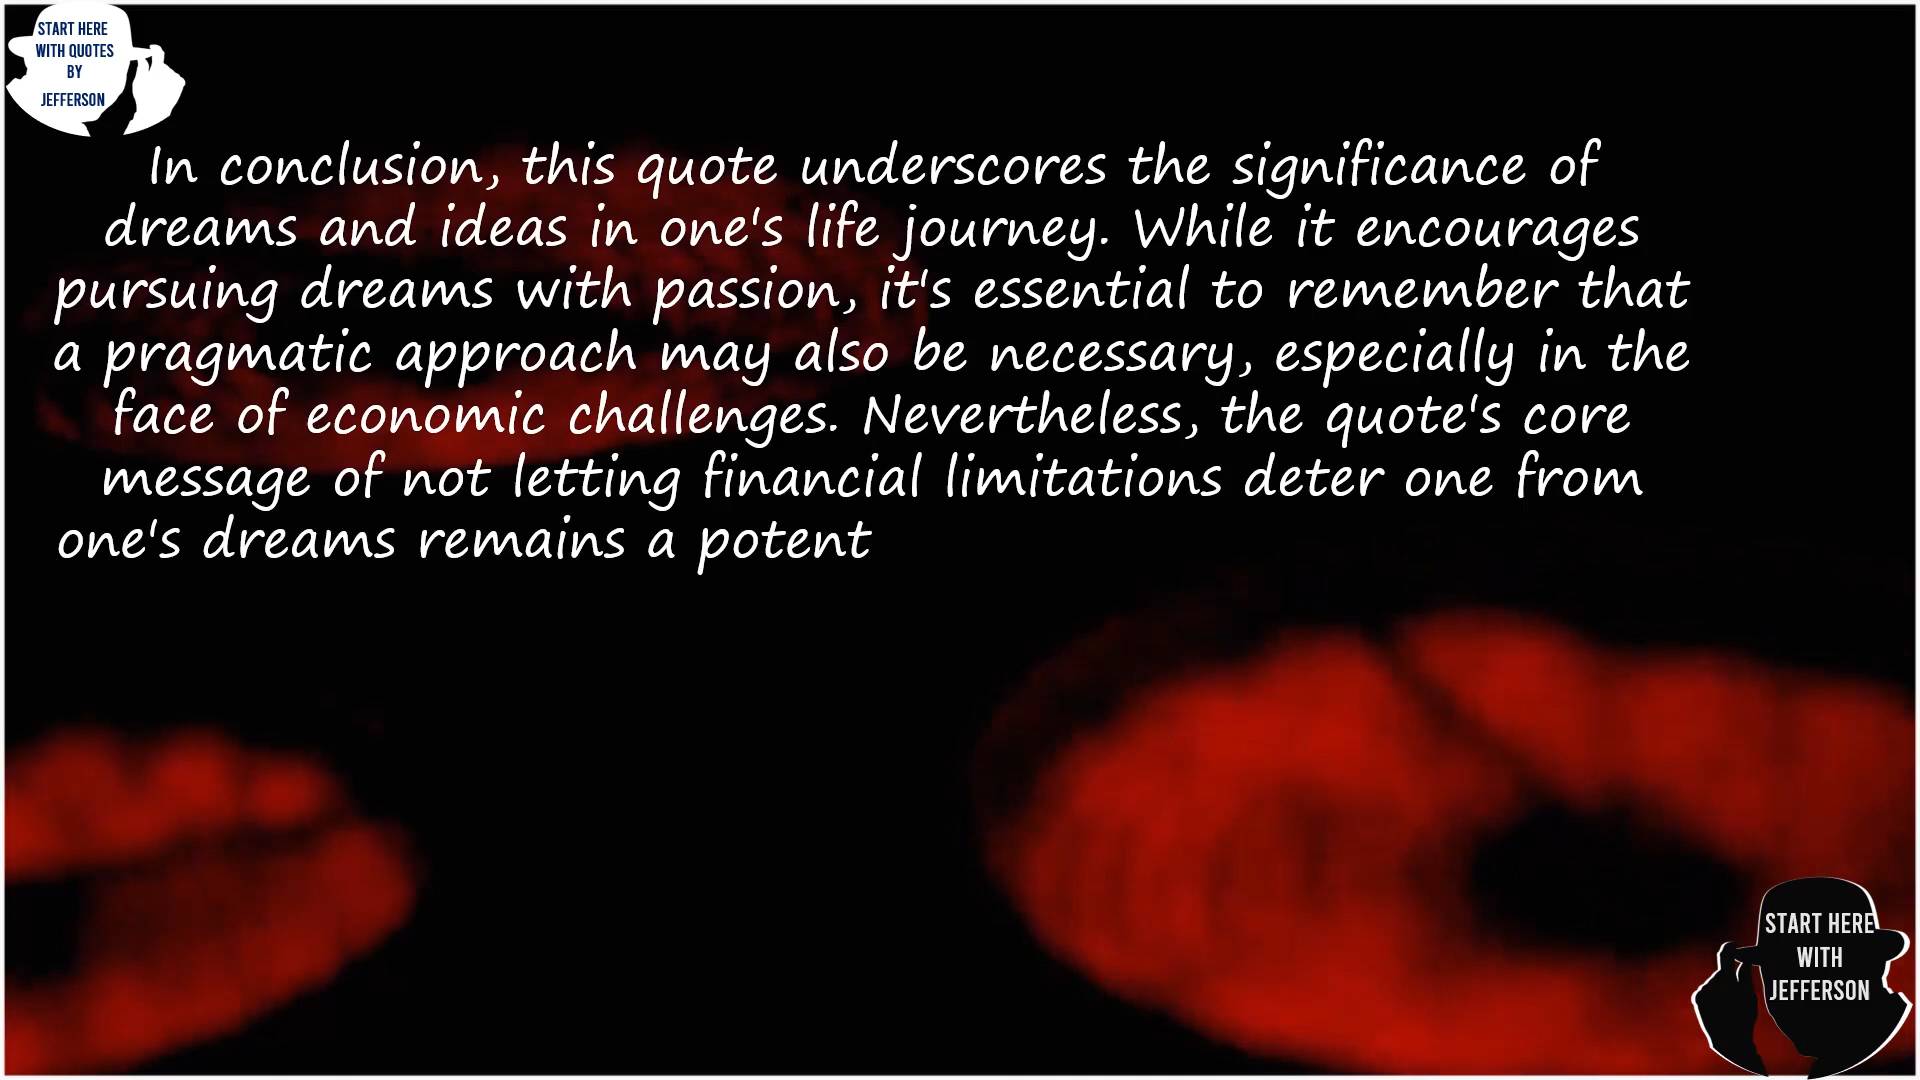 START HERE
WITH QUOTES
BY
JEFFERSON
In conclusion, this quote underscores the significance of
dreams and ideas in one's life journey. While it encourages
pursuing dreams with passion, it's essential to remember that
a pragmatic approach may also be necessary, especially in the
face of economic challenges. Nevertheless, the quote's core
message of not letting financial limitations deter one from
one's dreams remains a potent
START HERE
WITH
JEFFERSON